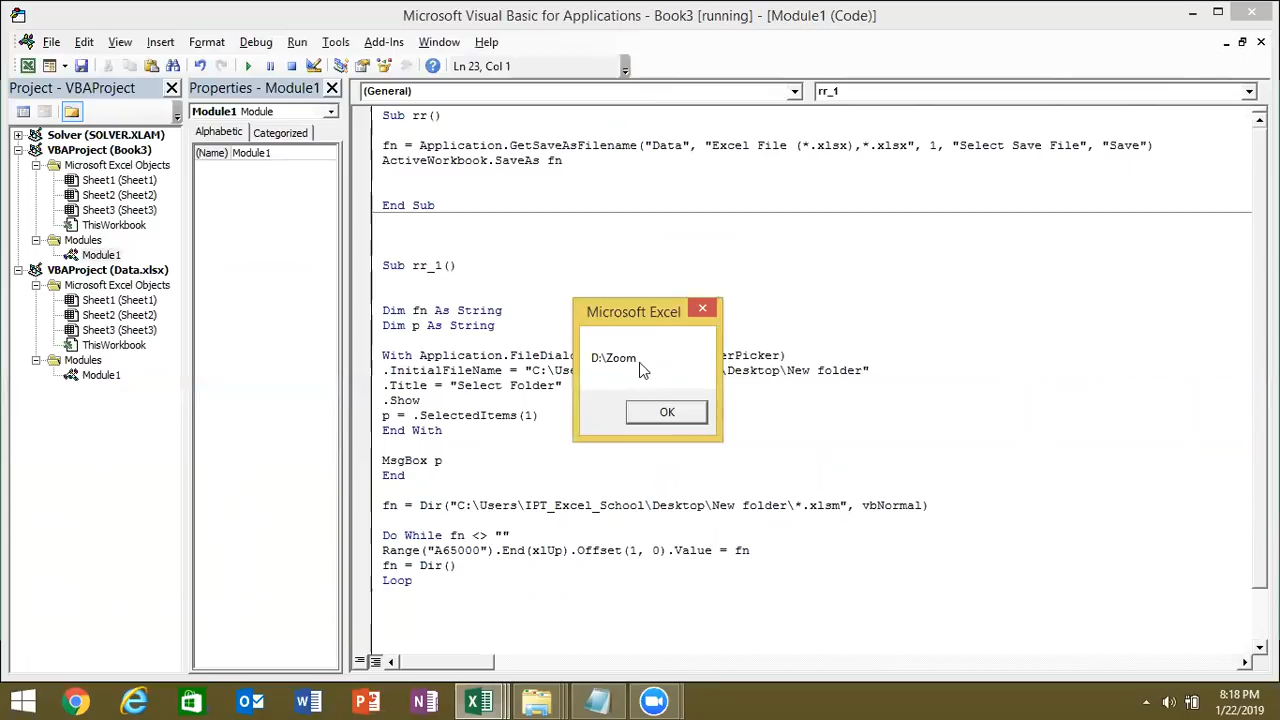 Microsoft Visual Basic for Applications - Book3 [running] - [Module1 (Code)]
File Edit View Insert Format Debug Run Tools Add-Ins Window Help
Ln 23, Col 1
Project - VBAProject
Properties - Module1
(General)
rr_1
Module1 Module
Alphabetic Categorized
(Name) Module1
Solver (SOLVER.XLAM)
VBAProject (Book3)
Microsoft Excel Objects
Sheet1 (Sheet1)
Sheet2 (Sheet2)
Sheet3 (Sheet3)
ThisWorkbook
Modules
Module1
VBAProject (Data.xlsx)
Microsoft Excel Objects
Sheet1 (Sheet1)
Sheet2 (Sheet2)
Sheet3 (Sheet3)
ThisWorkbook
Modules
Module1
Sub rr()
fn = Application.GetSaveAsFilename("Data", "Excel File (*.xlsx),*.xlsx", 1, "Select Save File", "Save")
ActiveWorkbook.SaveAs fn
End Sub
Sub rr_1()
Dim fn As String
Dim p As String
With Application.FileDialo erPicker)
.InitialFileName = "C:\Use Desktop\New folder"
.Title = "Select Folder"
.Show
p = .SelectedItems(1)
End With
MsgBox p
End
fn = Dir("C:\Users\IPT_Excel_School\Desktop\New folder\*.xlsm", vbNormal)
Do While fn <> ""
Range("A65000").End(xlUp).Offset(1, 0).Value = fn
fn = Dir()
Loop
Microsoft Excel
D:\Zoom
OK
8:18 PM
1/22/2019